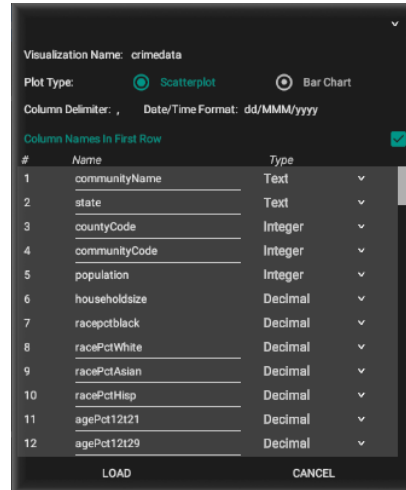 Visualization Name: crimedata
Plot Type: Scatterplot Bar Chart
Column Delimiter: , Date/Time Format: dd/MMM/yyyy
Column Names In First Row
# Name Type
1 communityName Text
2 state Text
3 countyCode Integer
4 communityCode Integer
5 population Integer
6 householdsize Decimal
7 racepctblack Decimal
8 racePctWhite Decimal
9 racePctAsian Decimal
10 racePctHisp Decimal
11 agePct12t21 Decimal
12 agePct12t29 Decimal
LOAD CANCEL